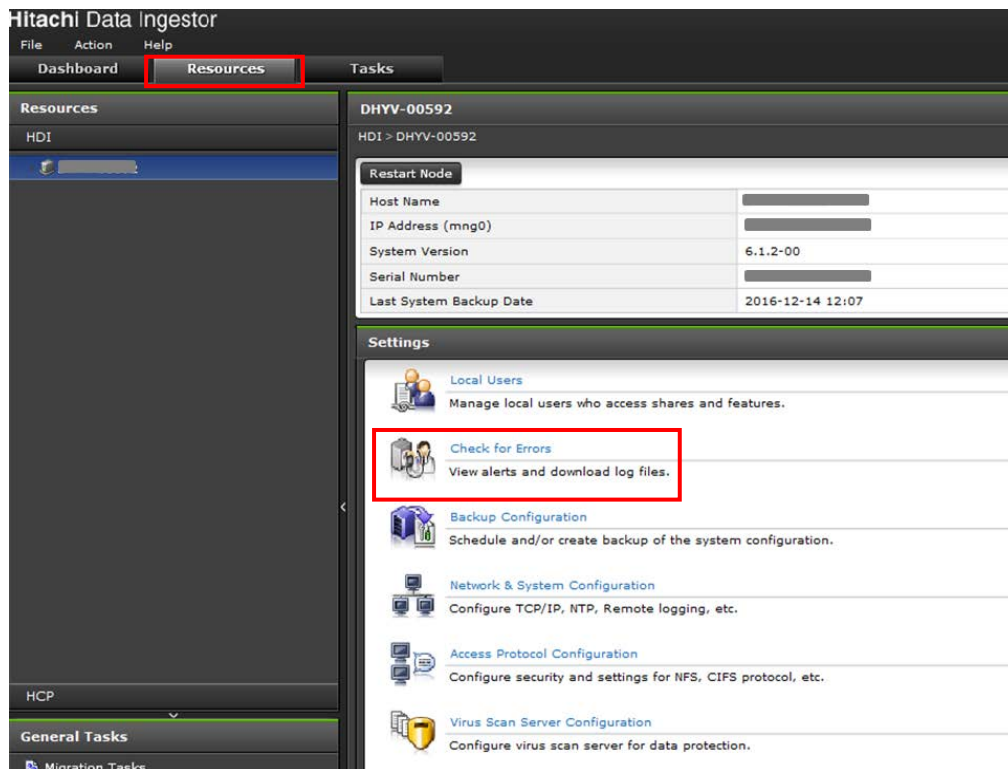 Hitachi Data Ingestor
File Action Help
Dashboard Resources Tasks
Resources
HDI
HCP
General Tasks
Migration Tasks
DHYV-00592
HDI > DHYV-00592
Restart Node
Host Name
IP Address (mng0)
System Version 6.1.2-00
Serial Number
Last System Backup Date 2016-12-14 12:07
Settings
Local Users
Manage local users who access shares and features.
Check for Errors
View alerts and download log files.
Backup Configuration
Schedule and/or create backup of the system configuration.
Network & System Configuration
Configure TCP/IP, NTP, Remote logging, etc.
Access Protocol Configuration
Configure security and settings for NFS, CIFS protocol, etc.
Virus Scan Server Configuration
Configure virus scan server for data protection.